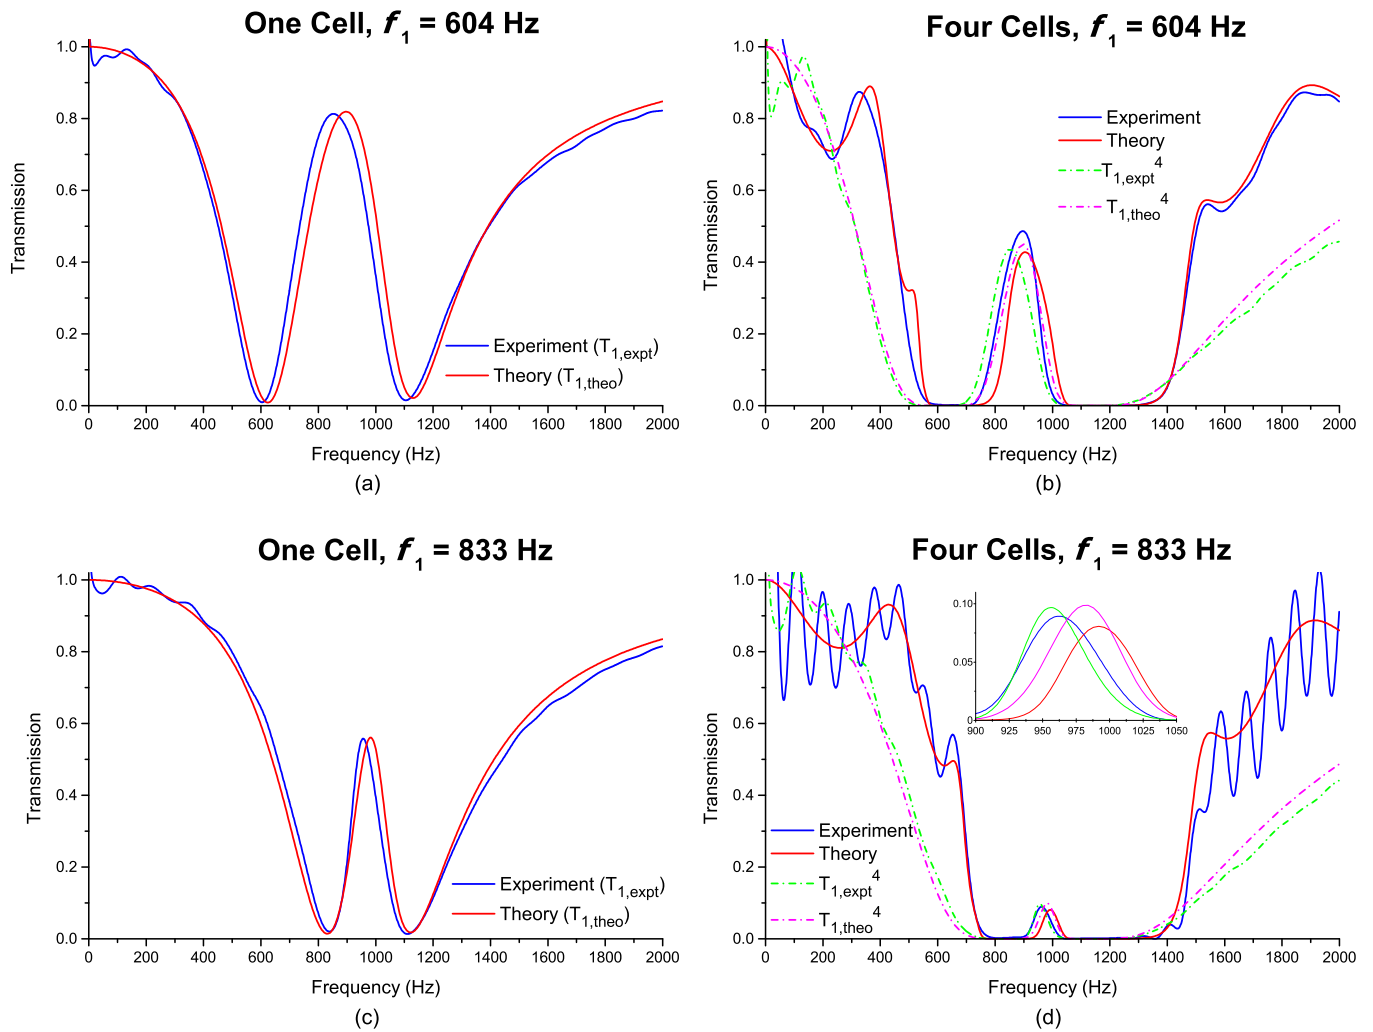 One Cell, f1 = 604 Hz
1.0
0.8
0.6
0.4
0.2
0.0
Transmission
Experiment (T1,expt)
Theory (T1,theo)
0 200 400 600 800 1000 1200 1400 1600 1800 2000
Frequency (Hz)
(a)
Four Cells, f1 = 604 Hz
1.0
0.8
0.6
0.4
0.2
0.0
Transmission
Experiment
Theory
T1,expt4
T1,theo4
0 200 400 600 800 1000 1200 1400 1600 1800 2000
Frequency (Hz)
(b)
One Cell, f1 = 833 Hz
1.0
0.8
0.6
0.4
0.2
0.0
Transmission
Experiment (T1,expt)
Theory (T1,theo)
0 200 400 600 800 1000 1200 1400 1600 1800 2000
Frequency (Hz)
(c)
Four Cells, f1 = 833 Hz
1.0
0.8
0.6
0.4
0.2
0.0
Transmission
0.10
0.05
0
900 925 950 975 1000 1025 1050
Experiment
Theory
T1,expt4
T1,theo4
0 200 400 600 800 1000 1200 1400 1600 1800 2000
Frequency (Hz)
(d)